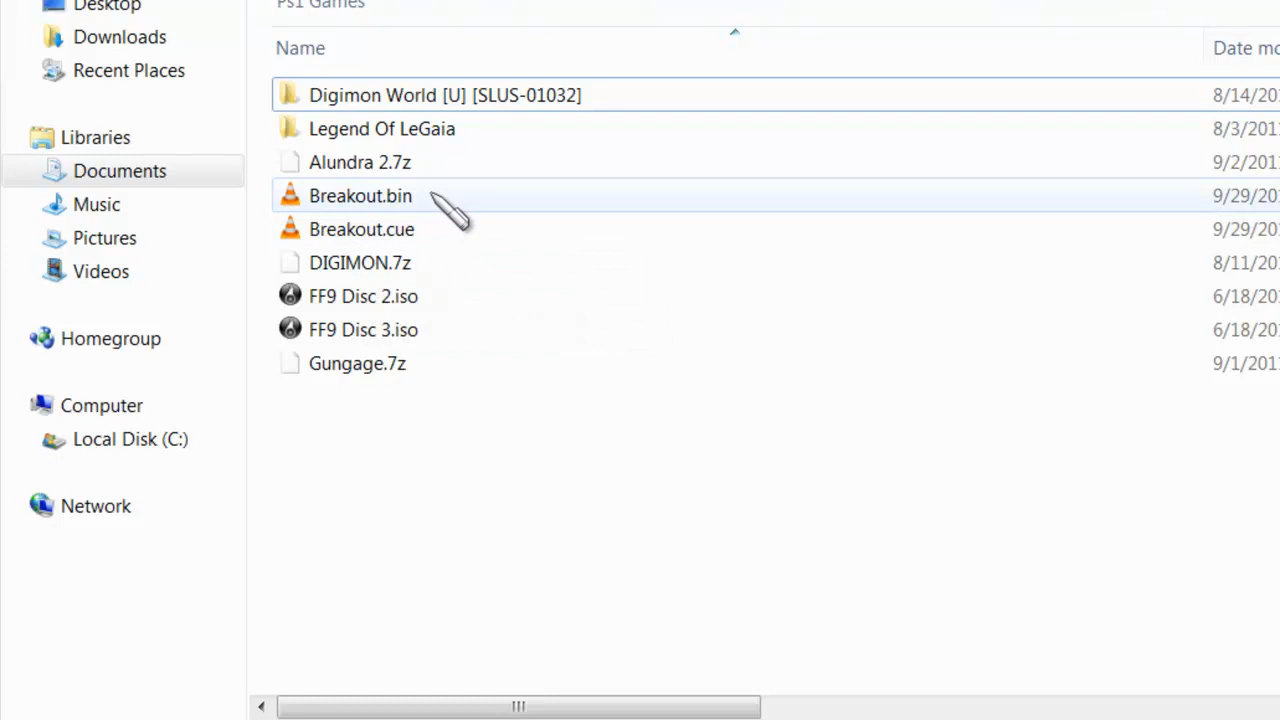 Desktop
Downloads
Recent Places
Libraries
Documents
Music
Pictures
Videos
Homegroup
Computer
Local Disk (C:)
Network
Ps1 Games
Name
Date mo
Digimon World [U] [SLUS-01032]
8/14/201
Legend Of LeGaia
8/3/2011
Alundra 2.7z
9/2/2011
Breakout.bin
9/29/201
Breakout.cue
9/29/201
DIGIMON.7z
8/11/201
FF9 Disc 2.iso
6/18/201
FF9 Disc 3.iso
6/18/201
Gungage.7z
9/1/2011